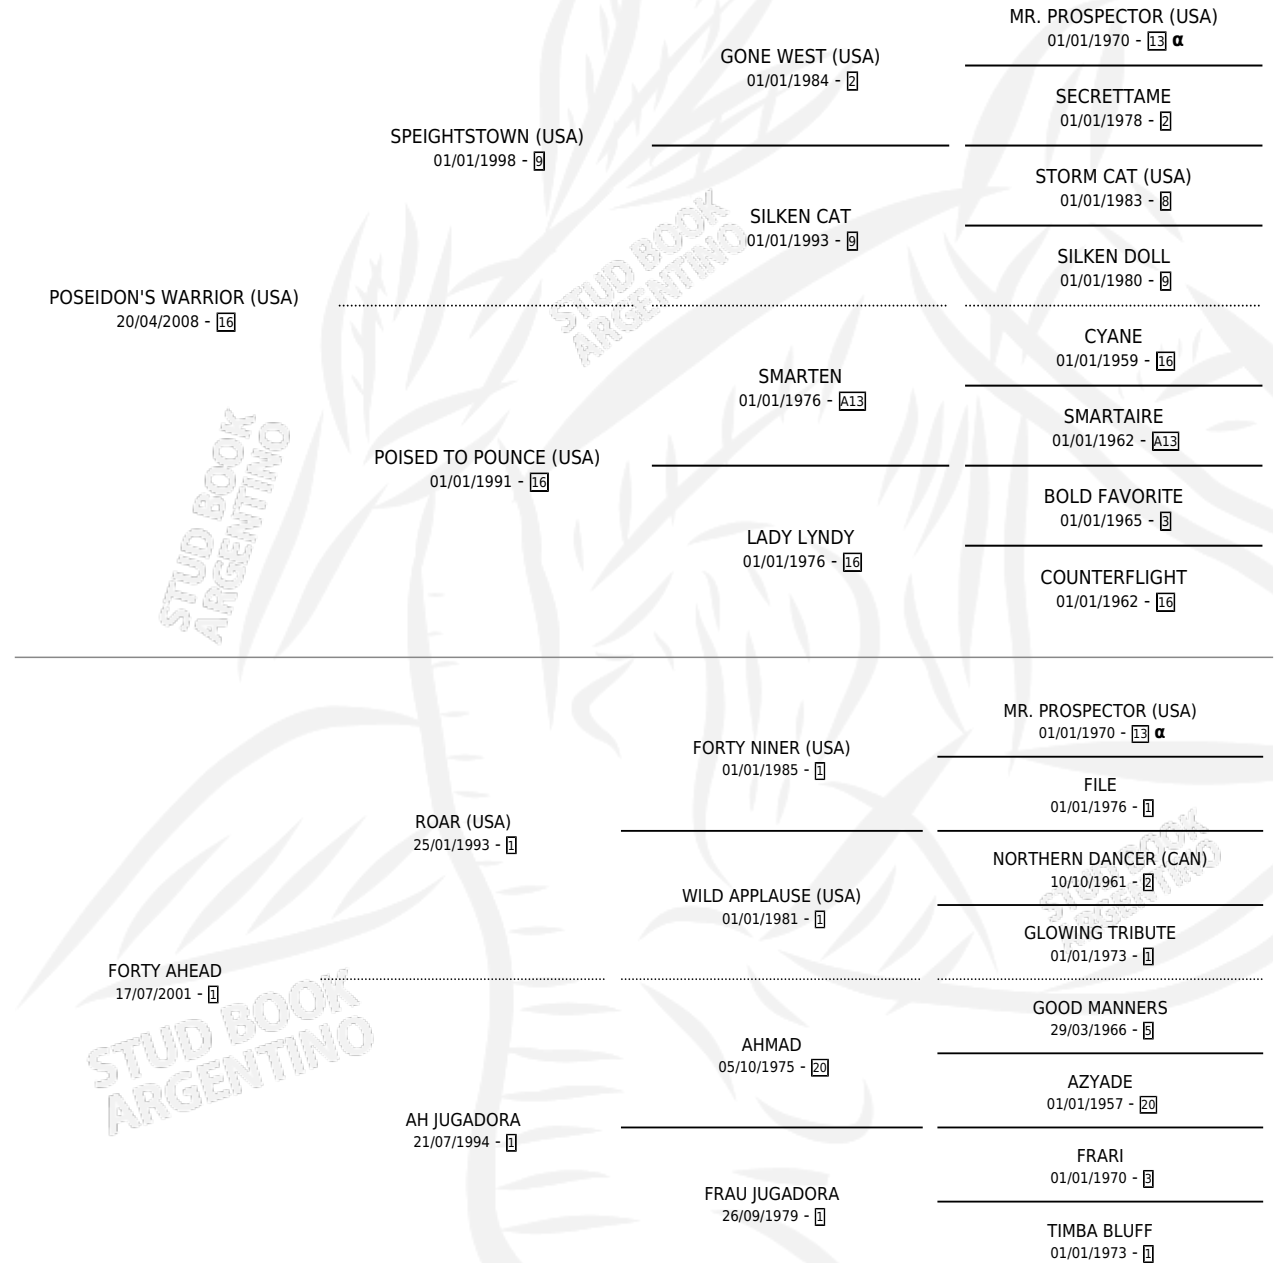 MR. PROSPECTOR (USA)
01/01/1970 - 13 α
GONE WEST (USA)
01/01/1984 - 2
SECRETTAME
01/01/1978 - 2
SPEIGHTSTOWN (USA)
01/01/1998 - 9
STORM CAT (USA)
01/01/1983 - 8
SILKEN CAT
01/01/1993 - 9
SILKEN DOLL
01/01/1980 - 9
STUD BOOK
ARGENTINO
POSEIDON'S WARRIOR (USA)
20/04/2008 - 16
CYANE
01/01/1959 - 16
SMARTEN
01/01/1976 - A13
SMARTAIRE
01/01/1962 - A13
POISED TO POUNCE (USA)
01/01/1991 - 16
BOLD FAVORITE
01/01/1965 - 3
LADY LYNDY
01/01/1976 - 16
COUNTERFLIGHT
01/01/1962 - 16
STUD BOOK
ARGENTINO
MR. PROSPECTOR (USA)
01/01/1970 - 13 α
FORTY NINER (USA)
01/01/1985 - 1
FILE
01/01/1976 - 1
ROAR (USA)
25/01/1993 - 1
NORTHERN DANCER (CAN)
10/10/1961 - 2
WILD APPLAUSE (USA)
01/01/1981 - 1
GLOWING TRIBUTE
01/01/1973 - 1
STUD BOOK
ARGENTINO
FORTY AHEAD
17/07/2001 - 1
GOOD MANNERS
29/03/1966 - 5
AHMAD
05/10/1975 - 20
AZYADE
01/01/1957 - 20
AH JUGADORA
21/07/1994 - 1
FRARI
01/01/1970 - 3
FRAU JUGADORA
26/09/1979 - 1
TIMBA BLUFF
01/01/1973 - 1
STUD BOOK
ARGENTINO